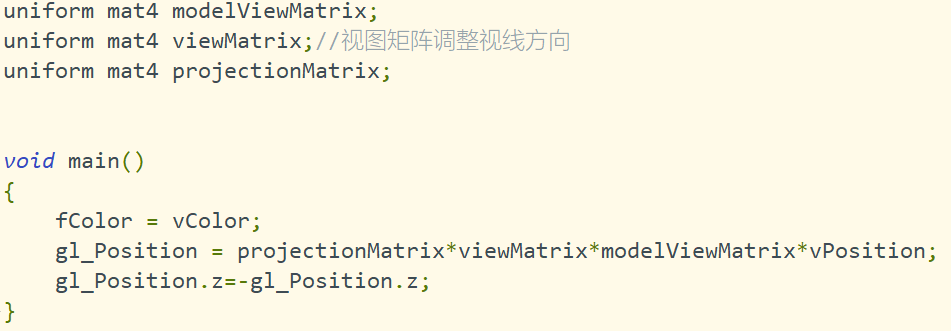 uniform mat4 modelViewMatrix;
uniform mat4 viewMatrix;//视图矩阵调整视线方向
uniform mat4 projectionMatrix;
void main()
{
    fColor = vColor;
    gl_Position = projectionMatrix*viewMatrix*modelViewMatrix*vPosition;
    gl_Position.z=-gl_Position.z;
}